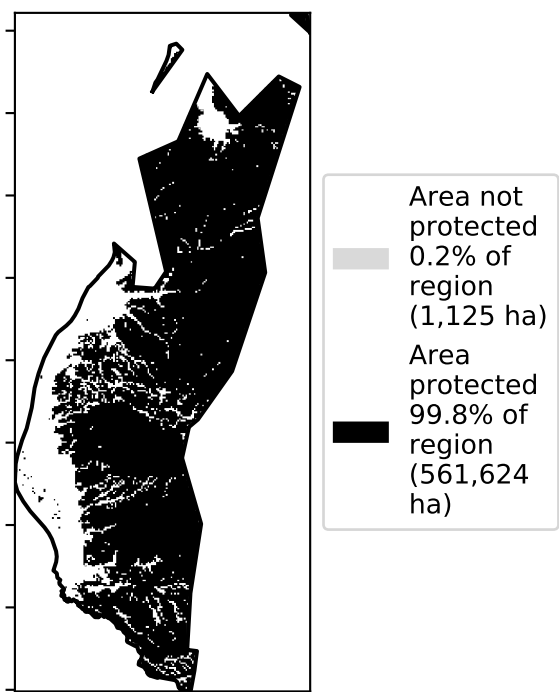 Area not
protected
0.2% of
region
(1,125 ha)
Area
protected
99.8% of
region
(561,624
ha)